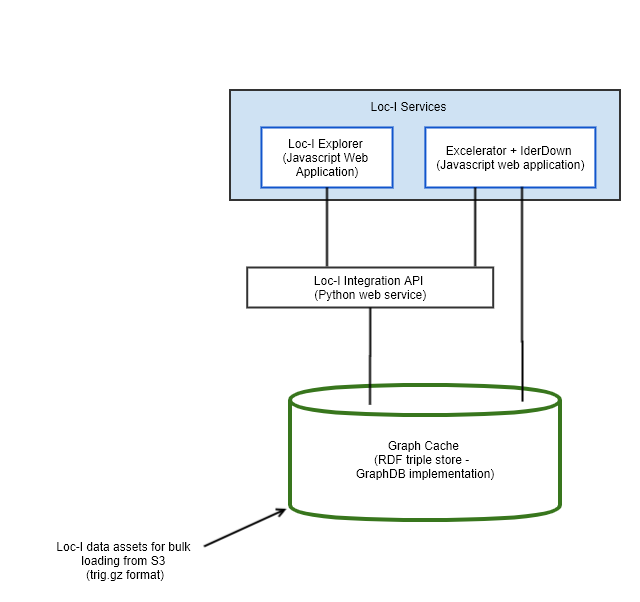 Loc-I Services
Loc-I Explorer
(Javascript Web
Application)
Excelerator + IderDown
(Javascript web application)
Loc-I Integration API
(Python web service)
Graph Cache
(RDF triple store -
GraphDB implementation)
Loc-I data assets for bulk
loading from S3
(trig.gz format)